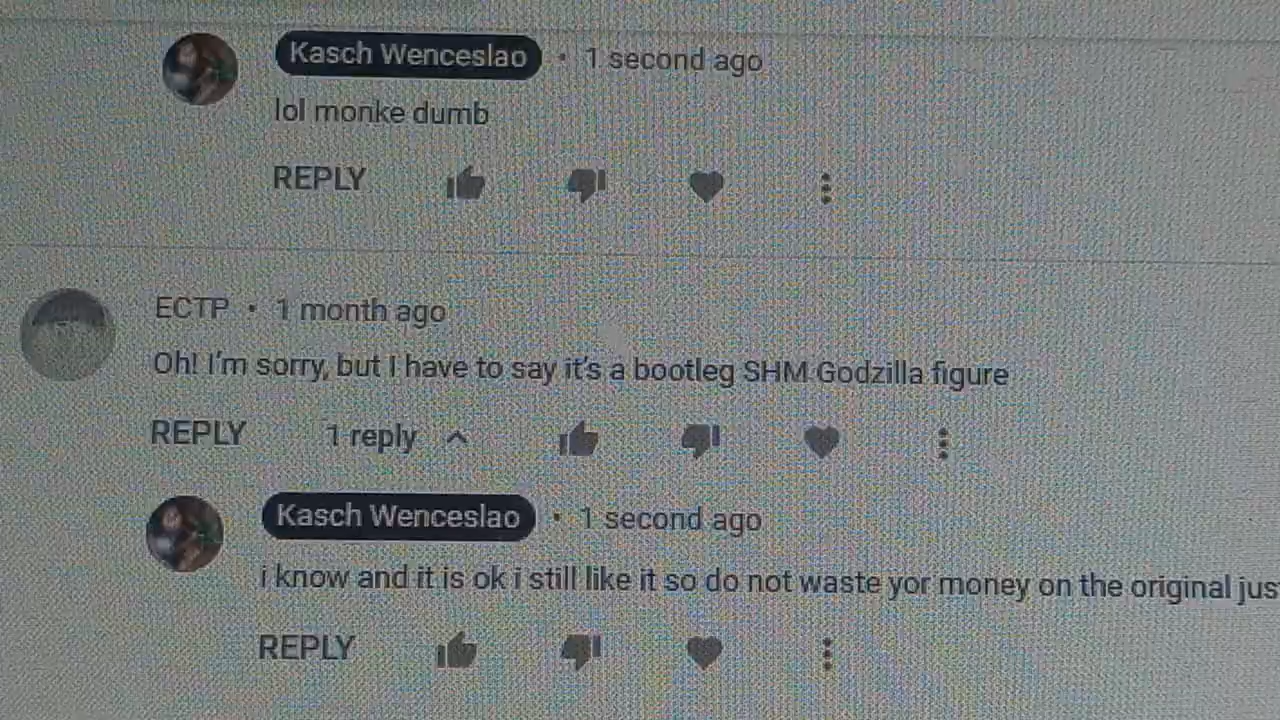 Kasch Wenceslao • 1 second ago
lol monke dumb
REPLY
ECTP • 1 month ago
Oh! I'm sorry, but I have to say it's a bootleg SHM Godzilla figure
REPLY 1 reply
Kasch Wenceslao • 1 second ago
i know and it is ok i still like it so do not waste yor money on the original jus
REPLY